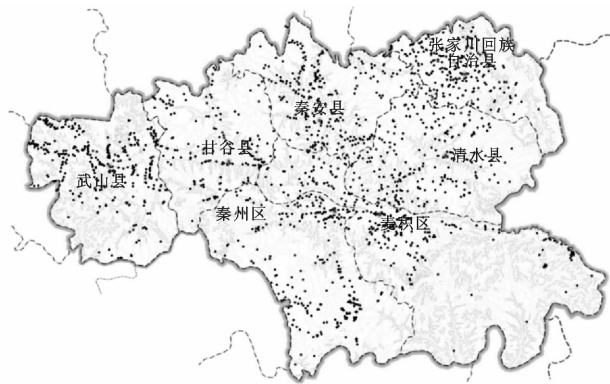 张家川回族
自治县
秦安县
甘谷县
清水县
武山县
秦州区
麦积区